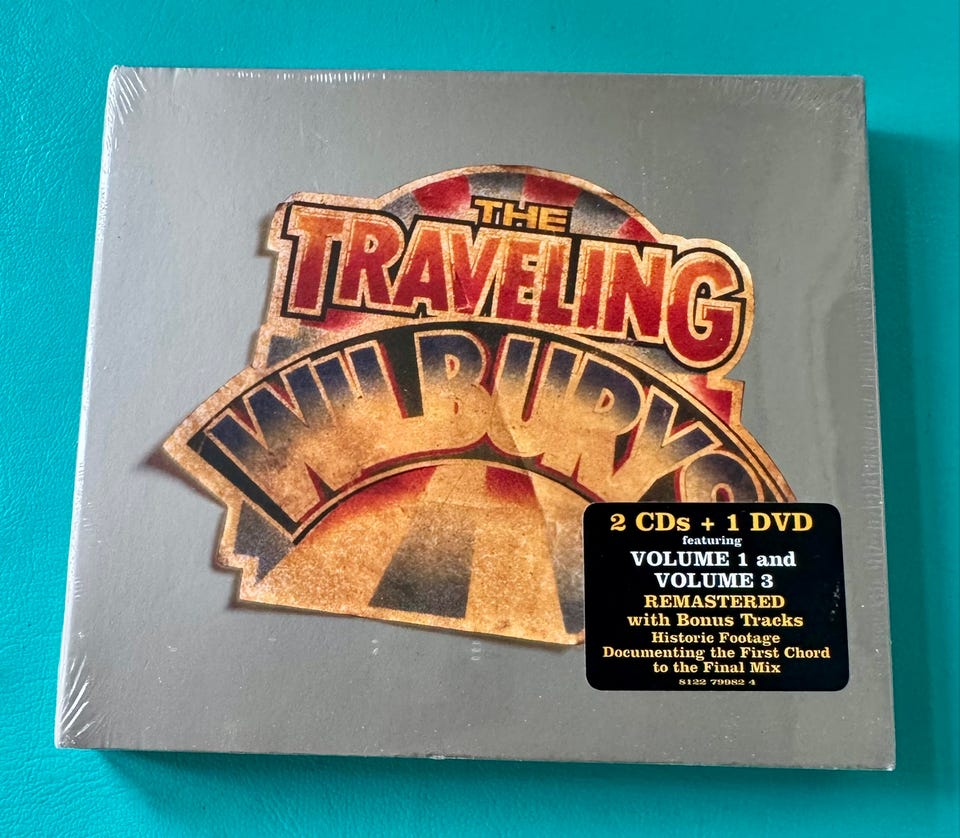 THE
TRAVELING
WILBURYS
2 CDs + 1 DVD
featuring
VOLUME 1 and
VOLUME 3
REMASTERED
with Bonus Tracks
Historic Footage
Documenting the First Chord
to the Final Mix
8122 79982 4